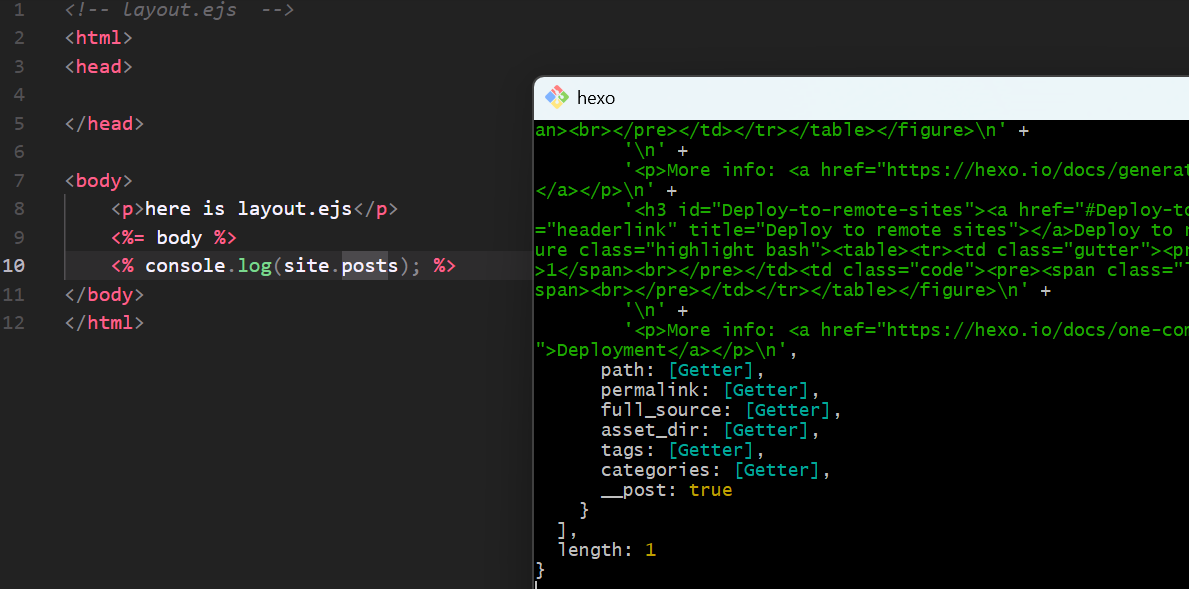 1 <!-- layout.ejs  -->
2 <html>
3 <head>
4
5 </head>
6
7 <body>
8     <p>here is layout.ejs</p>
9     <%= body %>
10     <% console.log(site.posts); %>
11 </body>
12 </html>
hexo
an><br></pre></td></tr></table></figure>\n' +
        '\n' +
        '<p>More info: <a href="https://hexo.io/docs/generat
</a></p>\n' +
        '<h3 id="Deploy-to-remote-sites"><a href="#Deploy-to
="headerlink" title="Deploy to remote sites"></a>Deploy to r
ure class="highlight bash"><table><tr><td class="gutter"><pr
>1</span><br></pre></td><td class="code"><pre><span class="l
span><br></pre></td></tr></table></figure>\n' +
        '\n' +
        '<p>More info: <a href="https://hexo.io/docs/one-com
">Deployment</a></p>\n',
      path: [Getter],
      permalink: [Getter],
      full_source: [Getter],
      asset_dir: [Getter],
      tags: [Getter],
      categories: [Getter],
      __post: true
    }
  ],
  length: 1
}